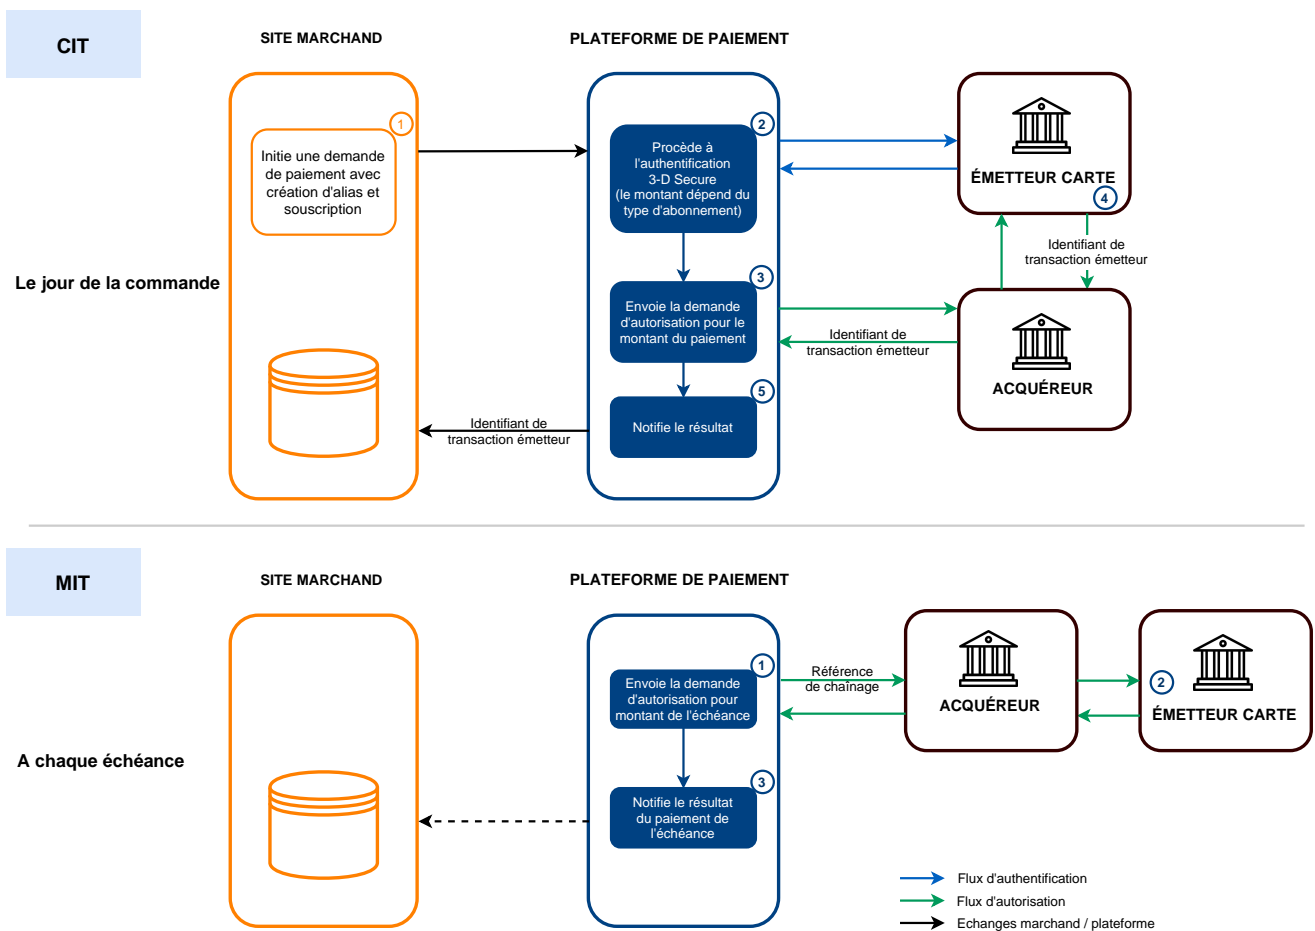 CIT
SITE MARCHAND
PLATEFORME DE PAIEMENT
1
Initie une demande
de paiement avec
création d'alias et
souscription
2
Procède à
l'authentification
3-D Secure
(le montant dépend du
type d'abonnement)
ÉMETTEUR CARTE
4
Identifiant de
transaction émetteur
Le jour de la commande
3
Envoie la demande
d'autorisation pour le
montant du paiement
Identifiant de
transaction émetteur
ACQUÉREUR
5
Notifie le résultat
Identifiant de
transaction émetteur
MIT
SITE MARCHAND
PLATEFORME DE PAIEMENT
1
Envoie la demande
d'autorisation pour
montant de l'échéance
Référence
de chaînage
ACQUÉREUR
2
ÉMETTEUR CARTE
A chaque échéance
3
Notifie le résultat
du paiement de
l'échéance
Flux d'authentification
Flux d'autorisation
Echanges marchand / plateforme